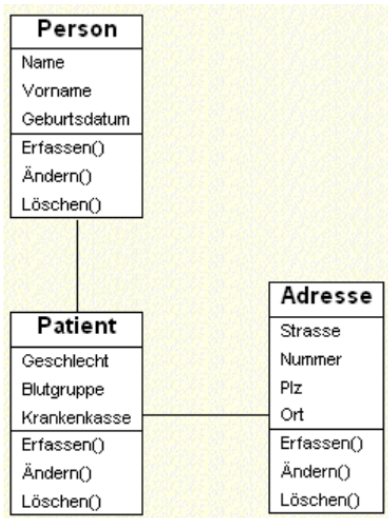 Person
Name
Vorname
Geburtsdatum
Erfassen()
Ändern()
Löschen()
Patient
Geschlecht
Blutgruppe
Krankenkasse
Erfassen()
Ändern()
Löschen()
Adresse
Strasse
Nummer
Plz
Ort
Erfassen()
Ändern()
Löschen()